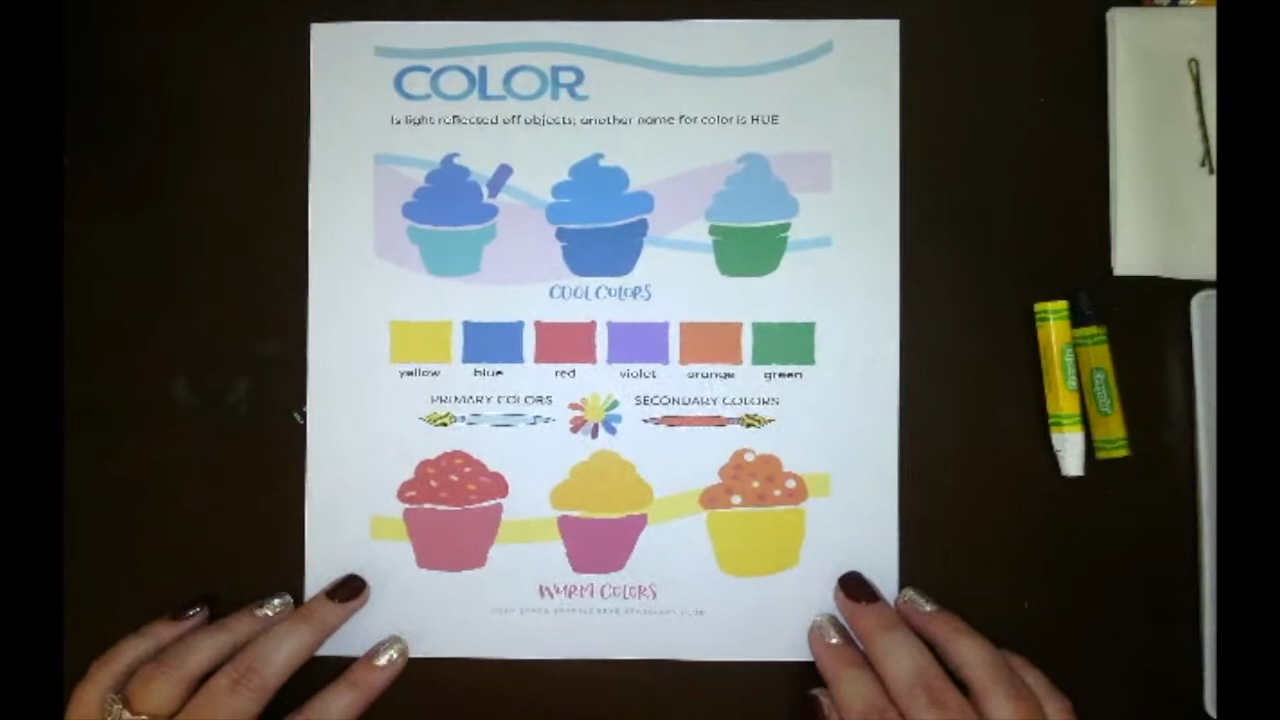 COLOR
Is light reflected off objects; another name for color is HUE
COOL COLORS
yellow blue red violet orange green
PRIMARY COLORS SECONDARY COLORS
WARM COLORS